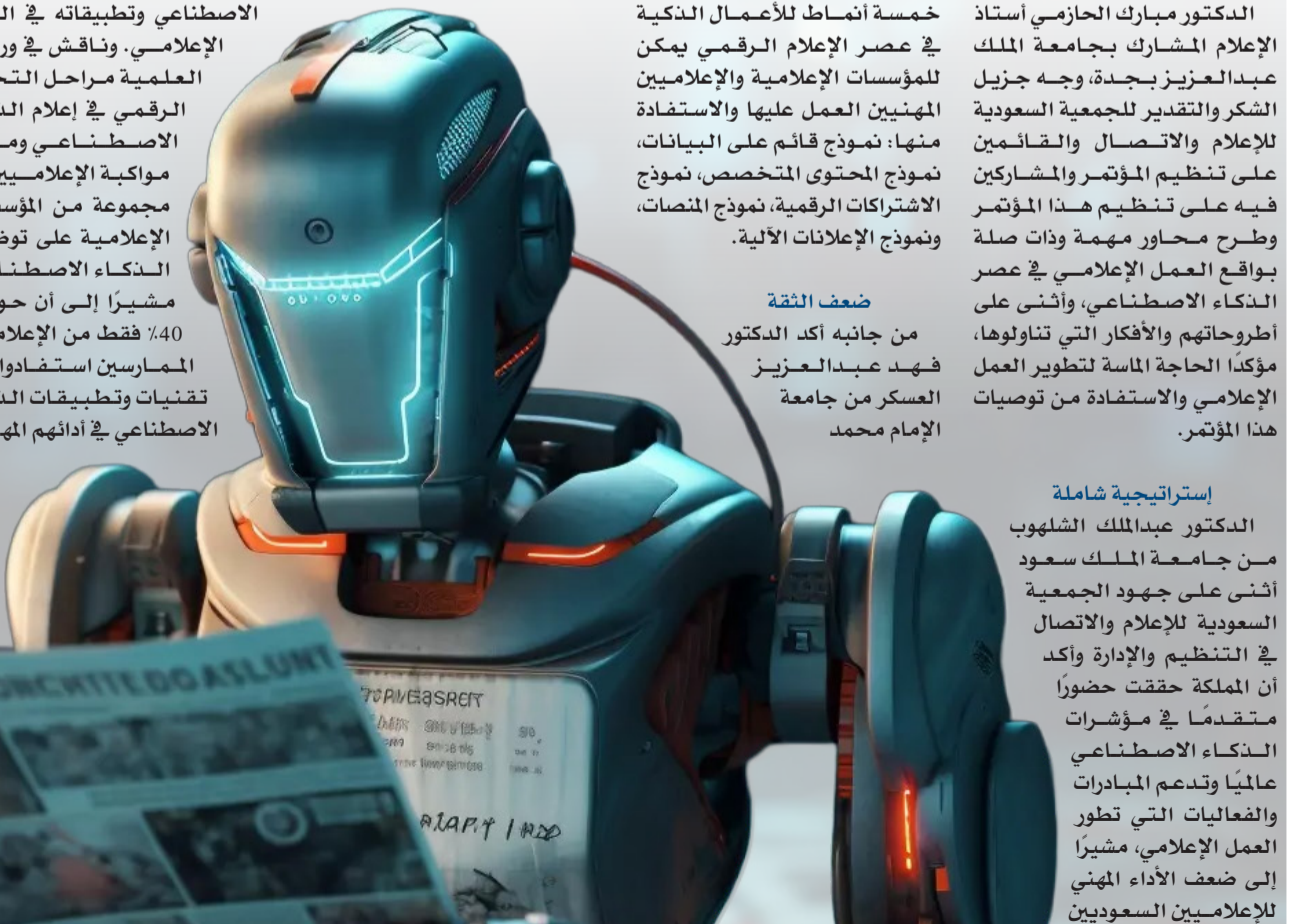 الدكتور مبارك الحازمي أستاذ
الإعلام المشارك بجامعة الملك
عبدالعزيز بجدة، وجه جزيل
الشكر والتقدير للجمعية السعودية
للإعلام والاتصال والقائمين
على تنظيم المؤتمر والمشاركين
فيه على تنظيم هذا المؤتمر
وطرح محاور مهمة وذات صلة
بواقع العمل الإعلامي في عصر
الذكاء الاصطناعي، وأثنى على
أطروحاتهم والأفكار التي تناولوها،
مؤكدًا الحاجة الماسة لتطوير العمل
الإعلامي والاستفادة من توصيات
هذا المؤتمر.
إستراتيجية شاملة
الدكتور عبدالملك الشلهوب
من جامعة الملك سعود
أثنى على جهود الجمعية
السعودية للإعلام والاتصال
في التنظيم والإدارة وأكد
أن المملكة حققت حضورًا
متقدمًا في مؤشرات
الذكاء الاصطناعي
عالميًا وتدعم المبادرات
والفعاليات التي تطور
العمل الإعلامي، مشيرًا
إلى ضعف الأداء المهني
للإعلاميين السعوديين
خمسة أنماط للأعمال الذكية
في عصر الإعلام الرقمي يمكن
للمؤسسات الإعلامية والإعلاميين
المهنيين العمل عليها والاستفادة
منها: نموذج قائم على البيانات،
نموذج المحتوى المتخصص، نموذج
الاشتراكات الرقمية، نموذج المنصات،
ونموذج الإعلانات الآلية.
ضعف الثقة
من جانبه أكد الدكتور
فهد عبدالعزيز
العسكر من جامعة
الإمام محمد
الاصطناعي وتطبيقاته في
الإعلامي. وناقش في
العلمية مراحل
الرقمي في إعلام
الاصطناعي
مواكبة
مجموعة من
الإعلامية على
الذكاء
مشيرًا إلى أن
40٪ فقط من
الممارسين استفادوا
تقنيات وتطبيقات
الاصطناعي في أدائهم